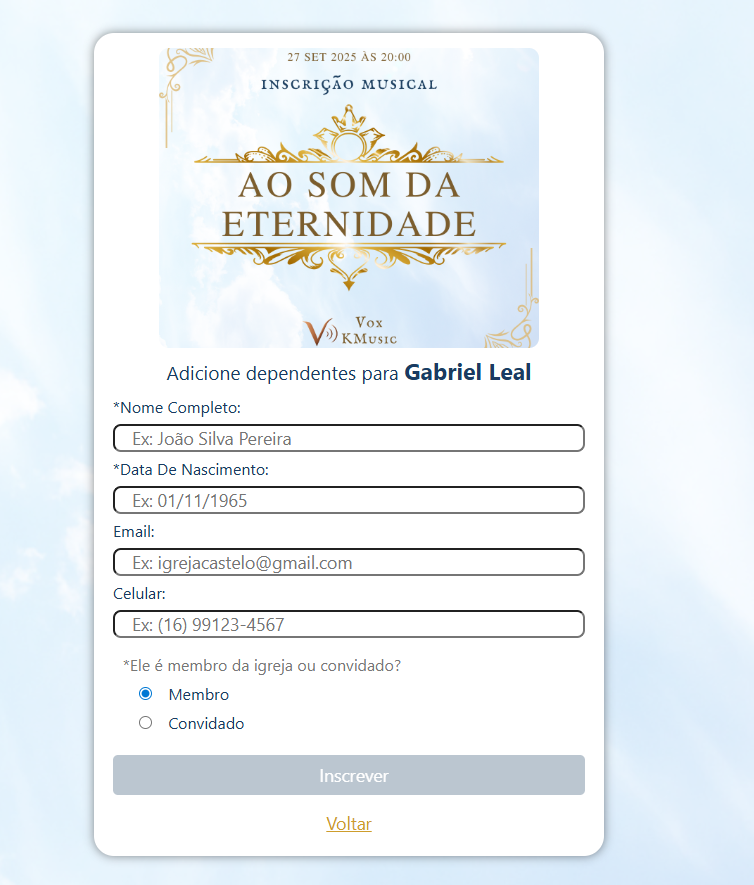 27 SET 2025 ÀS 20:00
INSCRIÇÃO MUSICAL
AO SOM DA
ETERNIDADE
Vox
KMusic
Adicione dependentes para Gabriel Leal
*Nome Completo:
Ex: João Silva Pereira
*Data De Nascimento:
Ex: 01/11/1965
Email:
Ex: igrejacastelo@gmail.com
Celular:
Ex: (16) 99123-4567
*Ele é membro da igreja ou convidado?
Membro
Convidado
Inscrever
Voltar